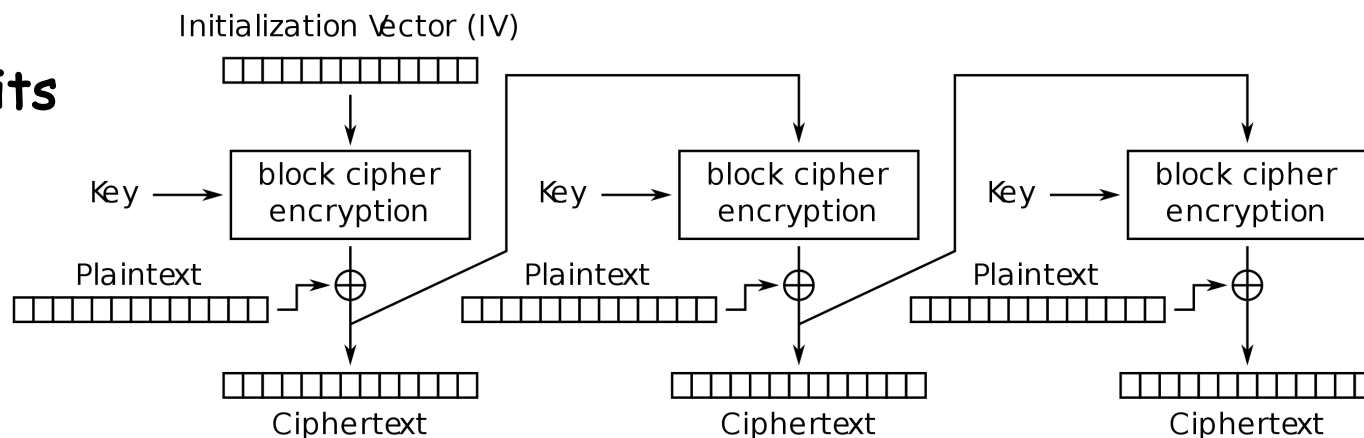 Initialization Vector (IV)
its
block cipher
encryption
block cipher
encryption
block cipher
encryption
Key
Key
Key
Plaintext
Plaintext
Plaintext
Ciphertext
Ciphertext
Ciphertext